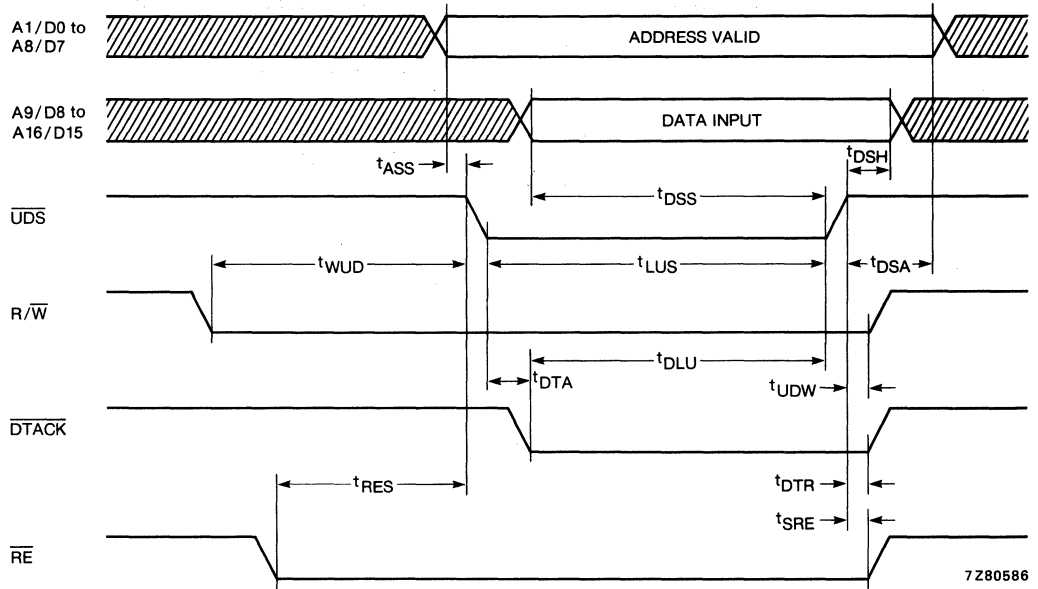 A1/D0 to
A8/D7
ADDRESS VALID
A9/D8 to
A16/D15
DATA INPUT
tASS
tDSH
UDS
tDSS
tWUD
tLUS
tDSA
R/W
tDLU
tDTA
tUDW
DTACK
tRES
tDTR
tSRE
RE
7Z80586